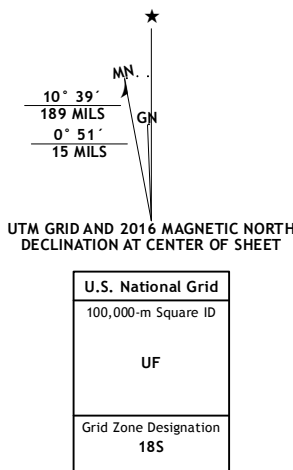 ★
MN
GN
10° 39´
189 MILS
0° 51´
15 MILS
UTM GRID AND 2016 MAGNETIC NORTH
DECLINATION AT CENTER OF SHEET
U.S. National Grid
100,000-m Square ID
UF
Grid Zone Designation
18S